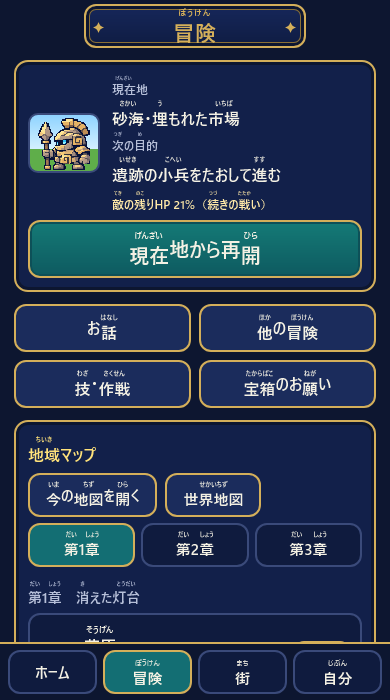 冒険
現在地
砂海・埋もれた市場
次の目的
遺跡の小兵をたおして進む
敵の残りHP 21%（続きの戦い）
現在地から再開
お話
他の冒険
技・作戦
宝箱のお願い
地域マップ
今の地図を開く
世界地図
第1章
第2章
第3章
第1章　消えた灯台
ホーム
冒険
街
自分